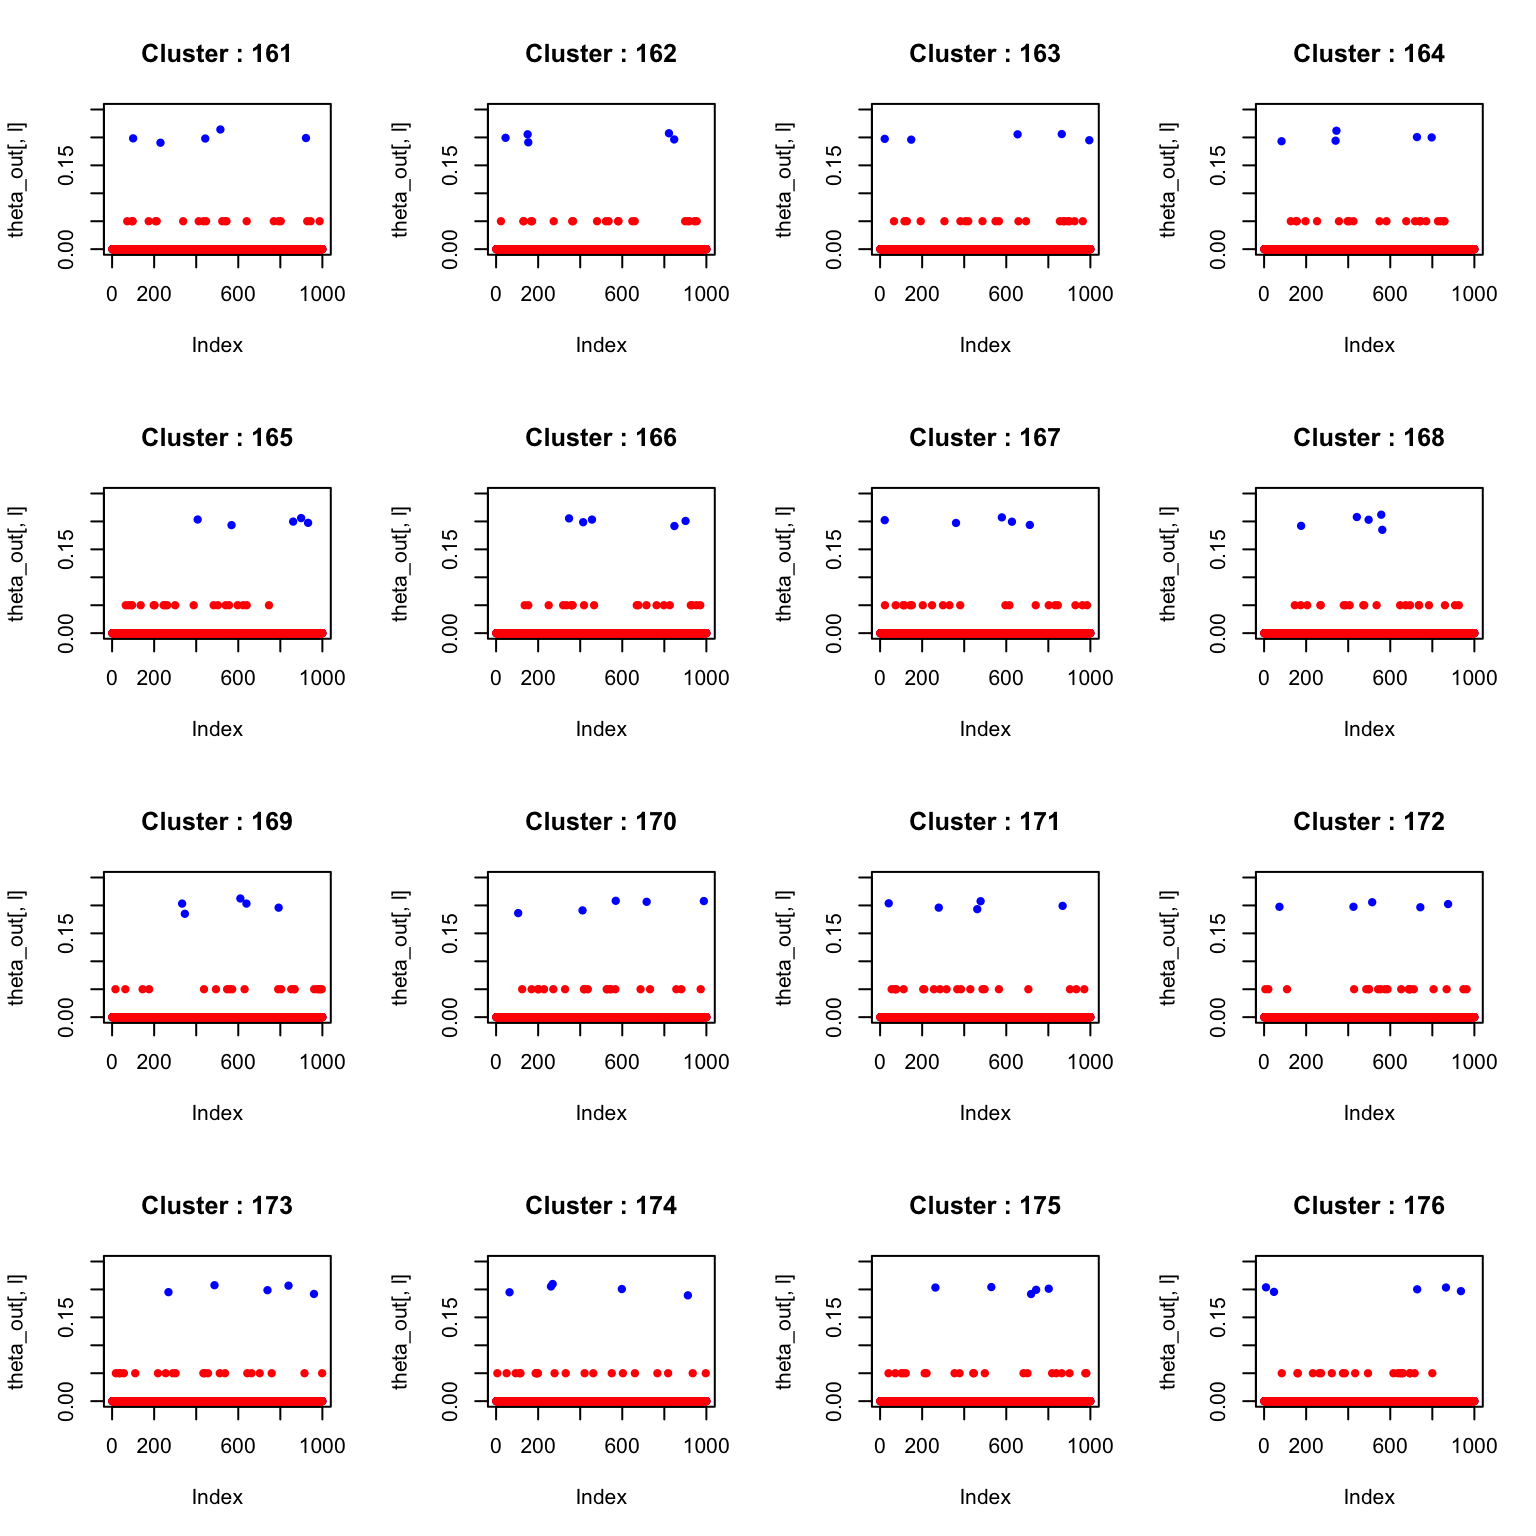 Cluster : 161
theta_out[, l]
0.00 0.15
0 200 600 1000
Index
Cluster : 162
theta_out[, l]
0.00 0.15
0 200 600 1000
Index
Cluster : 163
theta_out[, l]
0.00 0.15
0 200 600 1000
Index
Cluster : 164
theta_out[, l]
0.00 0.15
0 200 600 1000
Index
Cluster : 165
theta_out[, l]
0.00 0.15
0 200 600 1000
Index
Cluster : 166
theta_out[, l]
0.00 0.15
0 200 600 1000
Index
Cluster : 167
theta_out[, l]
0.00 0.15
0 200 600 1000
Index
Cluster : 168
theta_out[, l]
0.00 0.15
0 200 600 1000
Index
Cluster : 169
theta_out[, l]
0.00 0.15
0 200 600 1000
Index
Cluster : 170
theta_out[, l]
0.00 0.15
0 200 600 1000
Index
Cluster : 171
theta_out[, l]
0.00 0.15
0 200 600 1000
Index
Cluster : 172
theta_out[, l]
0.00 0.15
0 200 600 1000
Index
Cluster : 173
theta_out[, l]
0.00 0.15
0 200 600 1000
Index
Cluster : 174
theta_out[, l]
0.00 0.15
0 200 600 1000
Index
Cluster : 175
theta_out[, l]
0.00 0.15
0 200 600 1000
Index
Cluster : 176
theta_out[, l]
0.00 0.15
0 200 600 1000
Index